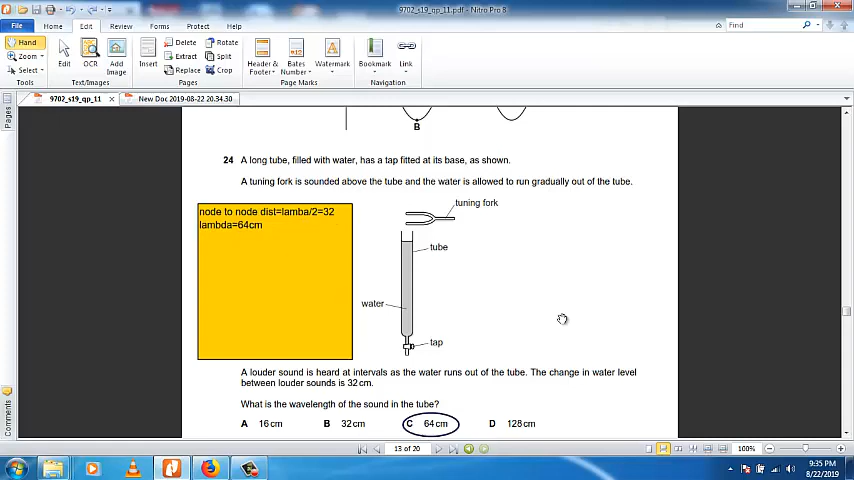 9702_s19_qp_11.pdf - Nitro Pro 8
File
Home
Edit
Forms
Protect
Help
Find
Hand
Zoom
Select
Tools
Edit
OCR
Add
Image
Text/Images
Insert
Delete
Extract
Replace
Rotate
Split
Crop
Pages
Header &
Footer
Bates
Number
Watermark
Page Marks
Bookmark
Link
Navigation
9702_s19_qp_11
New Doc 2019-08-22 20.34.30
Pages
B
24 A long tube, filled with water, has a tap fitted at its base, as shown.
A tuning fork is sounded above the tube and the water is allowed to run gradually out of the tube.
node to node dist=lamba/2=32
lambda=64cm
tuning fork
tube
water
tap
A louder sound is heard at intervals as the water runs out of the tube. The change in water level
between louder sounds is 32 cm.
What is the wavelength of the sound in the tube?
A 16 cm B 32 cm C 64 cm D 128 cm
Comments
13 of 20
100%
9:35 PM
8/22/2019